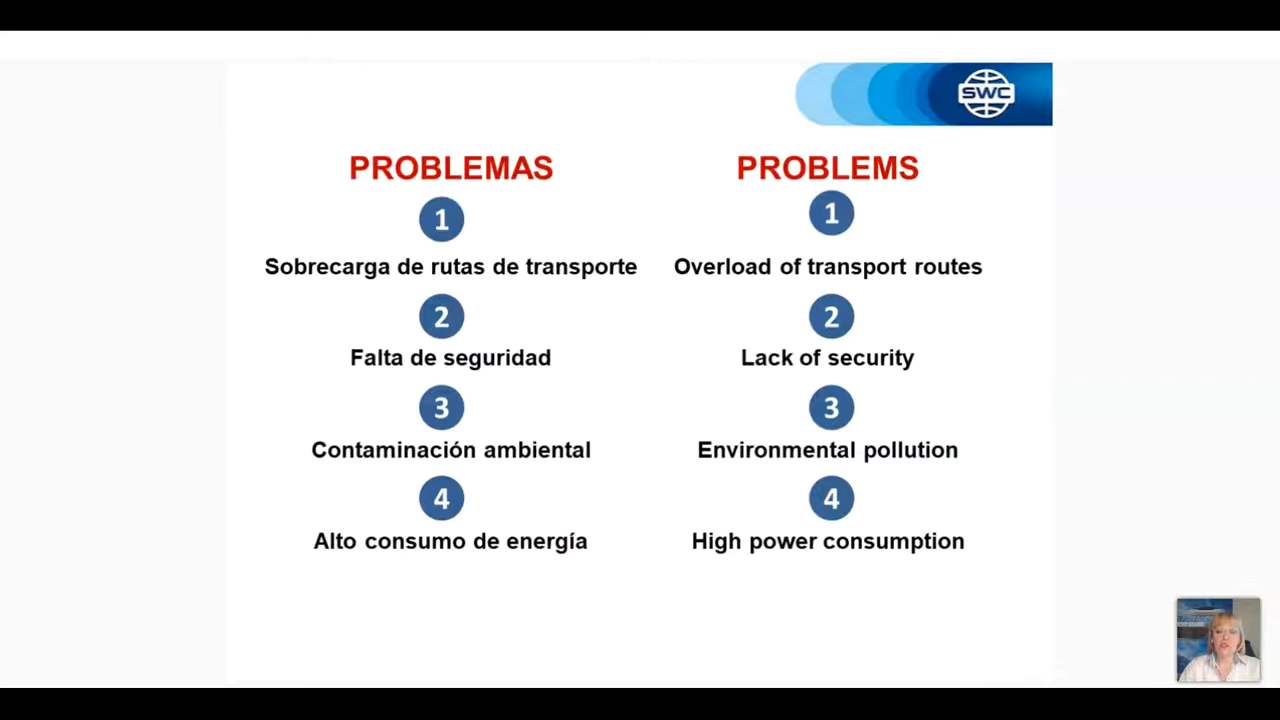 SWC
PROBLEMAS
1
Sobrecarga de rutas de transporte
2
Falta de seguridad
3
Contaminación ambiental
4
Alto consumo de energía
PROBLEMS
1
Overload of transport routes
2
Lack of security
3
Environmental pollution
4
High power consumption